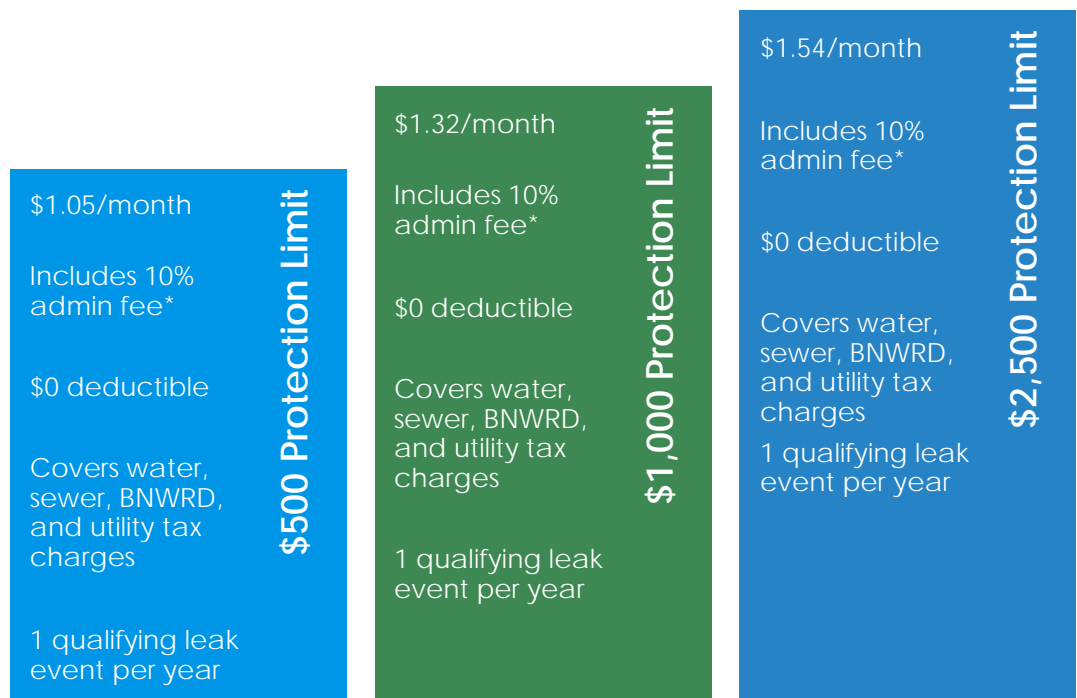 $1.05/month
Includes 10%
admin fee*
$0 deductible
Covers water,
sewer, BNWRD,
and utility tax
charges
1 qualifying leak
event per year
$500 Protection Limit
$1.32/month
Includes 10%
admin fee*
$0 deductible
Covers water,
sewer, BNWRD,
and utility tax
charges
1 qualifying leak
event per year
$1,000 Protection Limit
$1.54/month
Includes 10%
admin fee*
$0 deductible
Covers water,
sewer, BNWRD,
and utility tax
charges
1 qualifying leak
event per year
$2,500 Protection Limit